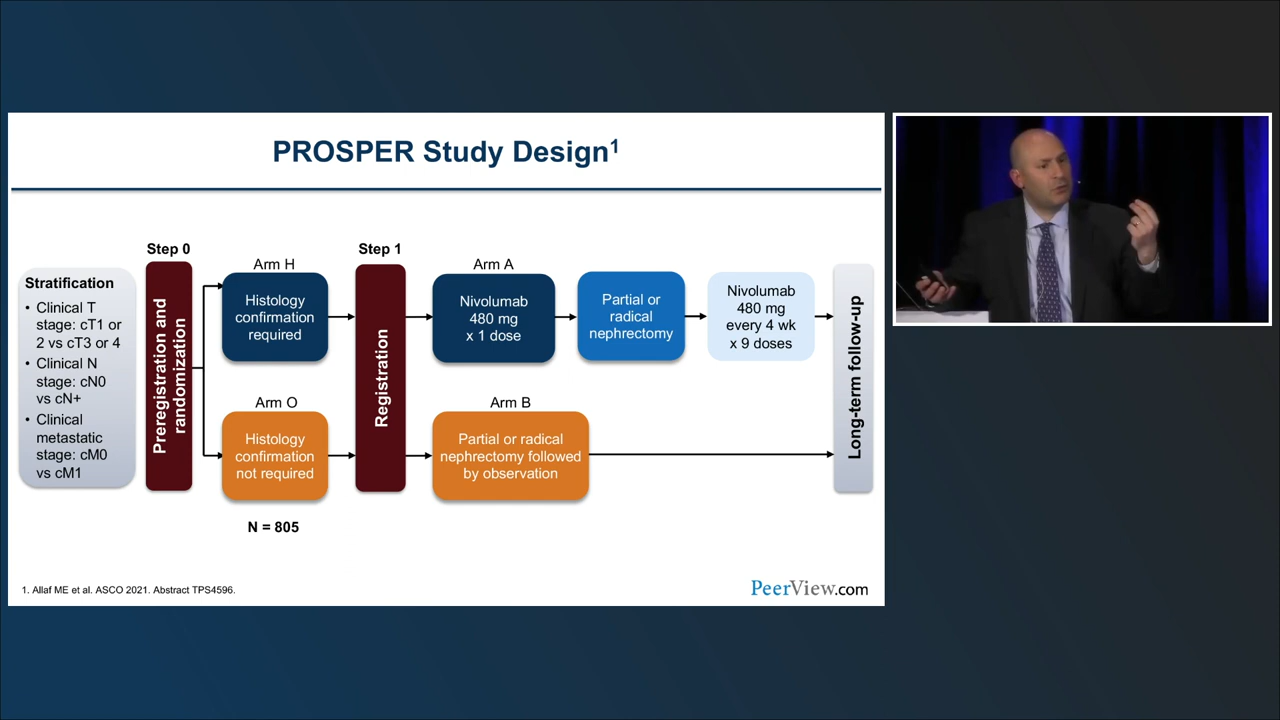 PROSPER Study Design1
Stratification
• Clinical T
stage: cT1 or
2 vs cT3 or 4
• Clinical N
stage: cN0
vs cN+
• Clinical
metastatic
stage: cM0
vs cM1
Step 0
Preregistration and
randomization
Arm H
Histology
confirmation
required
Arm O
Histology
confirmation
not required
N = 805
Step 1
Registration
Arm A
Nivolumab
480 mg
x 1 dose
Partial or
radical
nephrectomy
Nivolumab
480 mg
every 4 wk
x 9 doses
Arm B
Partial or radical
nephrectomy followed
by observation
Long-term follow-up
1. Allaf ME et al. ASCO 2021. Abstract TPS4596.
PeerView.com